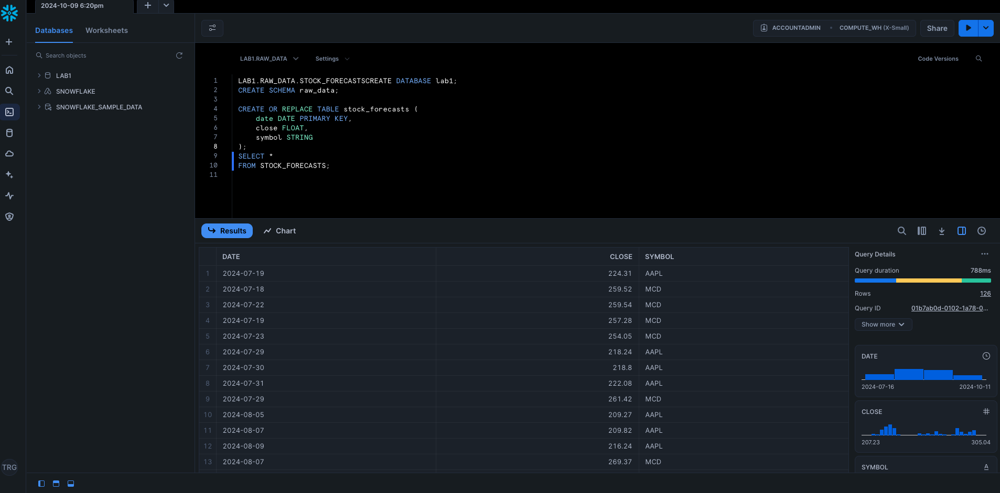 2024-10-09 6:20pm
Databases Worksheets
ACCOUNTADMIN • COMPUTE_WH (X-Small) Share
Search objects
LAB1
SNOWFLAKE
SNOWFLAKE_SAMPLE_DATA
LAB1.RAW_DATA Settings Code Versions
1 LAB1.RAW_DATA.STOCK_FORECASTSCREATE DATABASE lab1;
2 CREATE SCHEMA raw_data;
3
4 CREATE OR REPLACE TABLE stock_forecasts (
5 date DATE PRIMARY KEY,
6 close FLOAT,
7 symbol STRING
8 );
9 SELECT *
10 FROM STOCK_FORECASTS;
11
Results Chart
DATE CLOSE SYMBOL
1 2024-07-19 224.31 AAPL
2 2024-07-18 259.52 MCD
3 2024-07-22 259.54 MCD
4 2024-07-19 257.28 MCD
5 2024-07-23 254.05 MCD
6 2024-07-29 218.24 AAPL
7 2024-07-30 218.8 AAPL
8 2024-07-31 222.08 AAPL
9 2024-07-29 261.42 MCD
10 2024-08-05 209.27 AAPL
11 2024-08-07 209.82 AAPL
12 2024-08-09 216.24 AAPL
13 2024-08-07 269.37 MCD
Query Details ...
Query duration 788ms
Rows 126
Query ID 01b7ab0d-0102-1a78-0...
Show more
DATE
2024-07-16 2024-10-11
CLOSE #
207.23 305.04
SYMBOL A
TRG